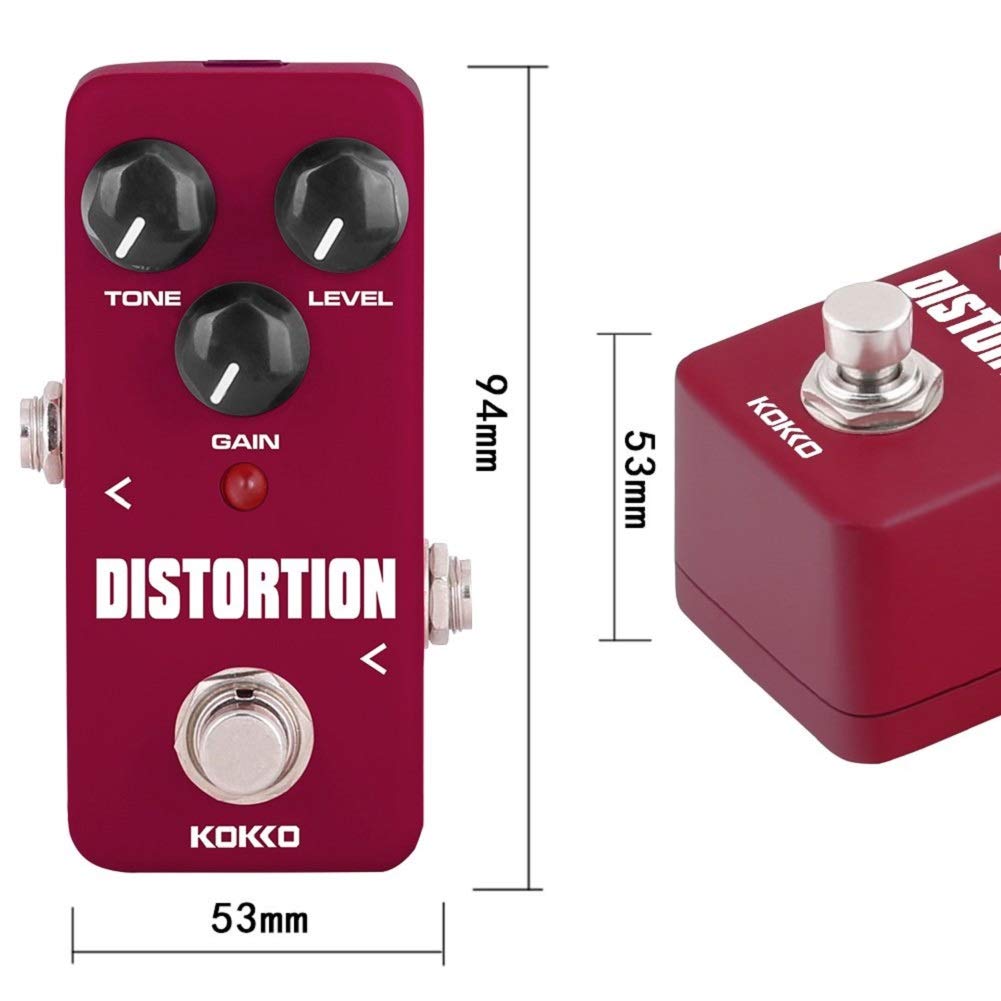 TONE
LEVEL
GAIN
<
DISTORTION
<
KOKKO
53mm
94mm
53mm
KOKKO